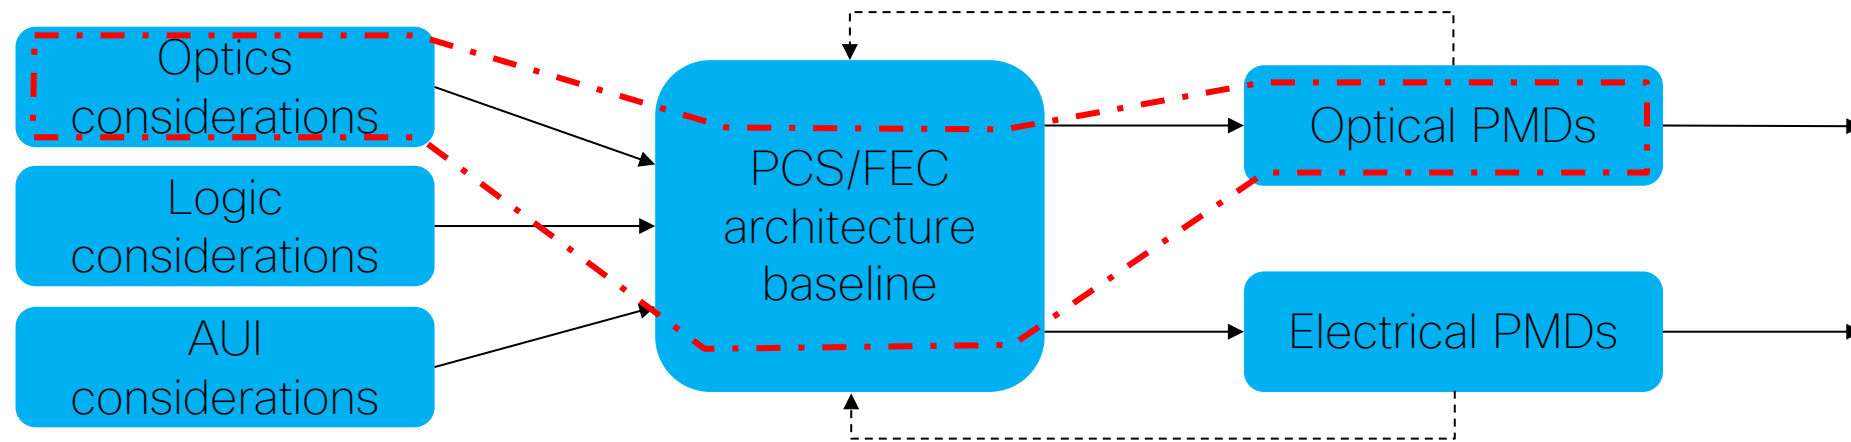 Optics
considerations
Logic
considerations
AUI
considerations
PCS/FEC
architecture
baseline
Optical PMDs
Electrical PMDs